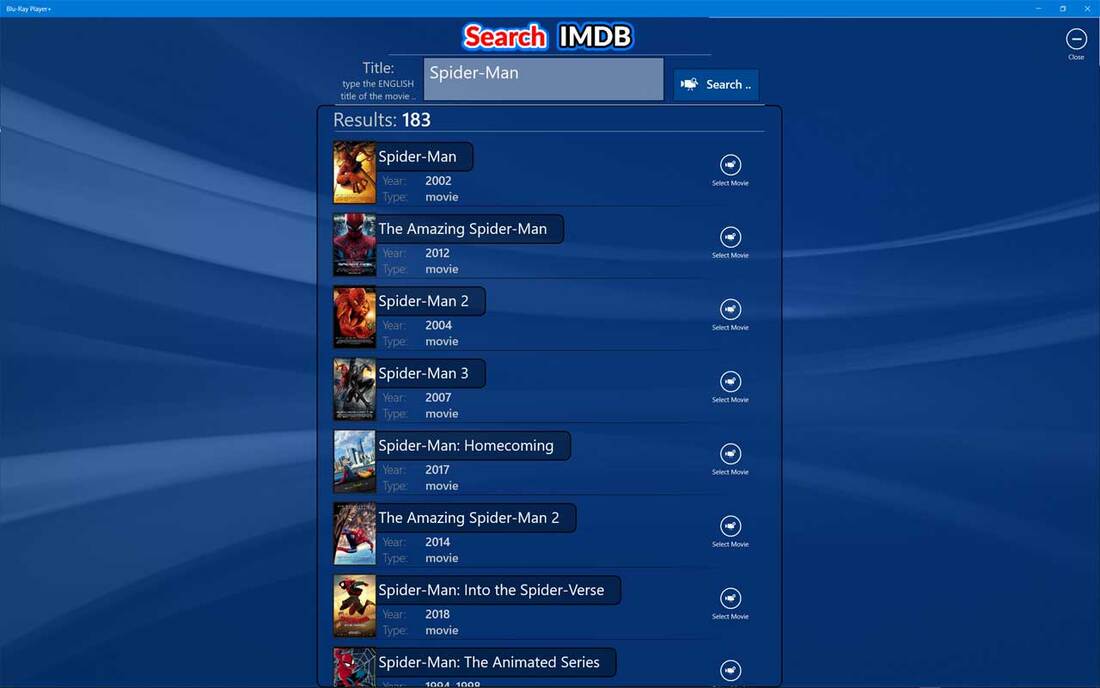 Blu-Ray Player+
Search IMDB
Close
Title:
type the ENGLISH
title of the movie ..
Spider-Man
Search ..
Results: 183
Spider-Man
Year: 2002
Type: movie
Select Movie
The Amazing Spider-Man
Year: 2012
Type: movie
Select Movie
Spider-Man 2
Year: 2004
Type: movie
Select Movie
Spider-Man 3
Year: 2007
Type: movie
Select Movie
Spider-Man: Homecoming
Year: 2017
Type: movie
Select Movie
The Amazing Spider-Man 2
Year: 2014
Type: movie
Select Movie
Spider-Man: Into the Spider-Verse
Year: 2018
Type: movie
Select Movie
Spider-Man: The Animated Series
Year: 1994-1998